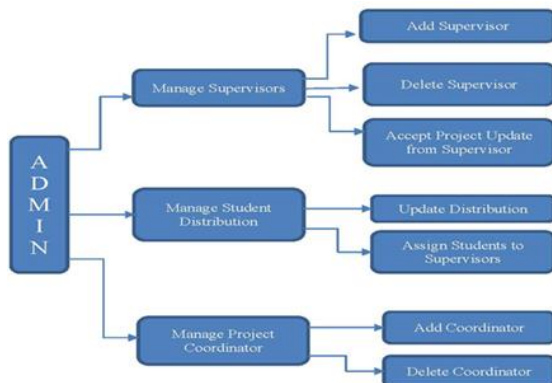 ADMIN
Manage Supervisors
Add Supervisor
Delete Supervisor
Accept Project Update
from Supervisor
Manage Student
Distribution
Update Distribution
Assign Students to
Supervisors
Manage Project
Coordinator
Add Coordinator
Delete Coordinator